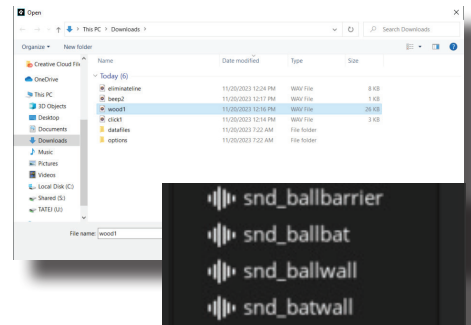 Open
This PC > Downloads >
Search Downloads
Organize New folder
Creative Cloud File
OneDrive
This PC
3D Objects
Desktop
Documents
Downloads
Music
Pictures
Videos
Local Disk (C:)
Shared (S:)
TATEJ (U:)
Name Date modified Type Size
Today (6)
eliminateline 11/20/2023 12:24 PM WAV File 8 KB
beep2 11/20/2023 12:17 PM WAV File 1 KB
wood1 11/20/2023 12:16 PM WAV File 26 KB
click1 11/20/2023 12:14 PM WAV File 3 KB
datafiles 11/20/2023 7:22 AM File folder
options 11/20/2023 7:22 AM File folder
File name: wood1
snd_ballbarrier
snd_ballbat
snd_ballwall
snd_batwall